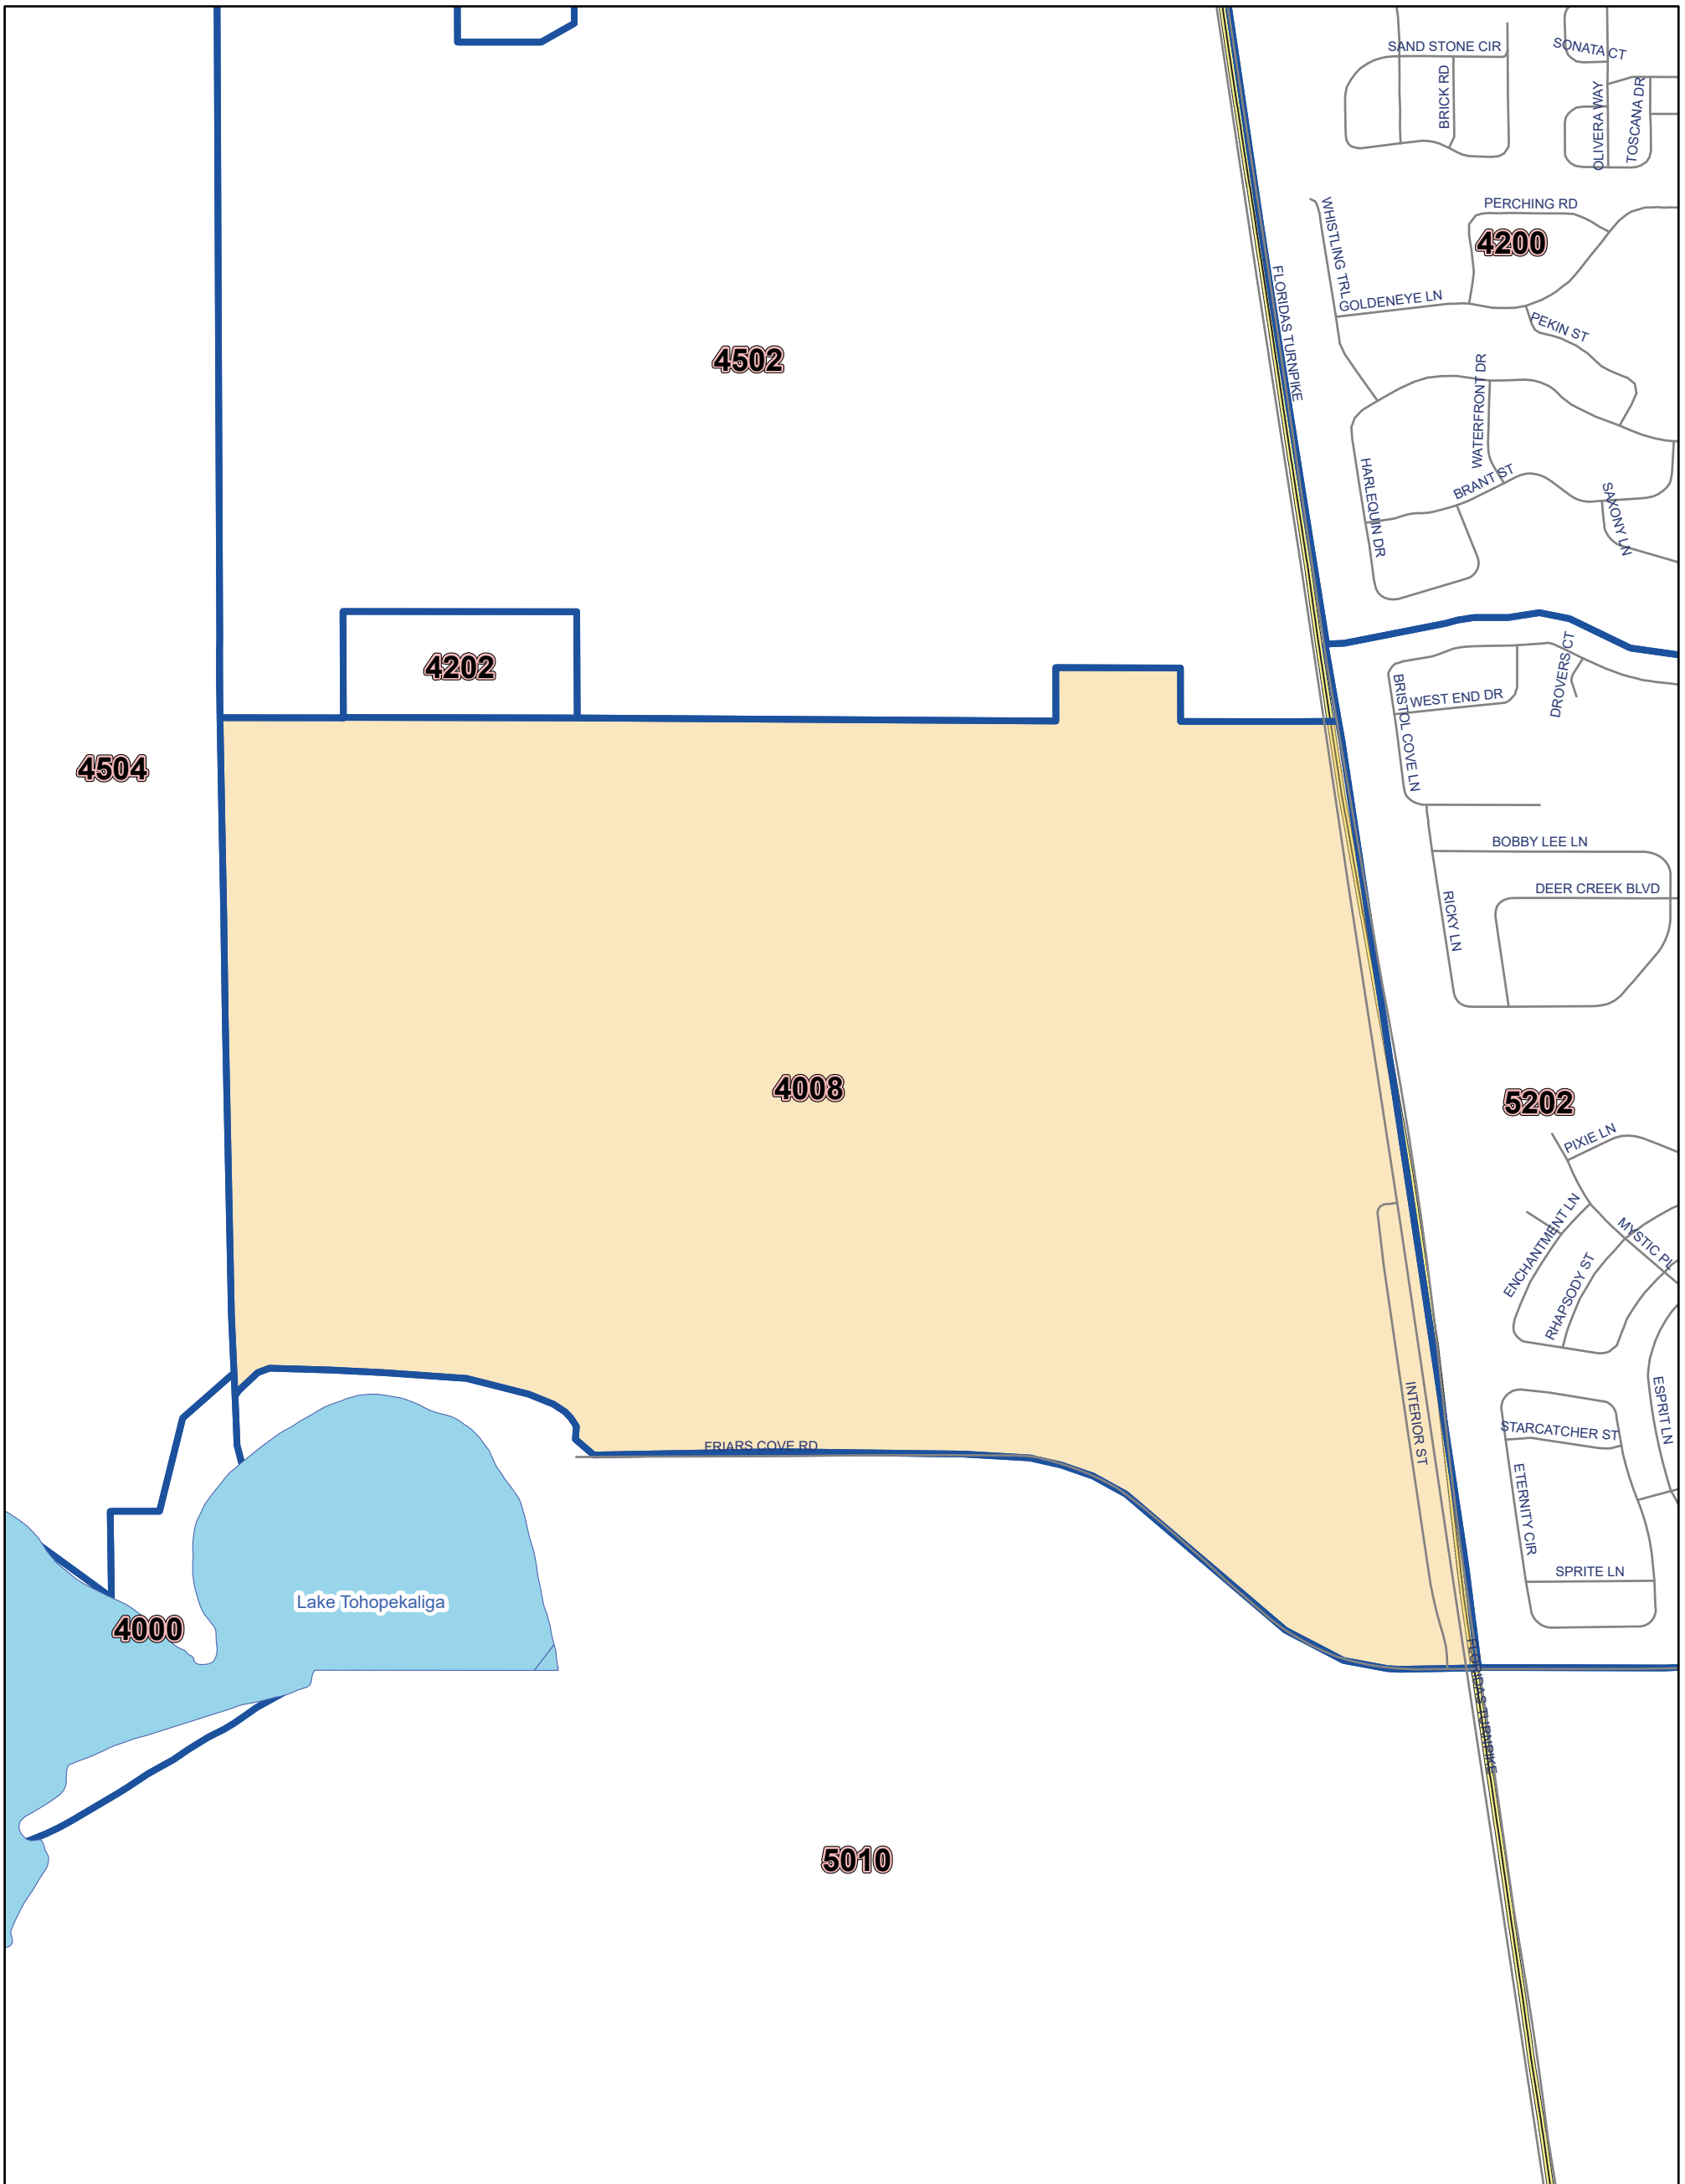 SAND STONE CIR
SONATA CT
BRICK RD
OLIVERA WAY
TOSCANA DR
PERCHING RD
WHISTLING TRL
4200
FLORIDAS TURNPIKE
GOLDENEYE LN
PEKIN ST
4502
WATERFRONT DR
HARLEQUIN DR
BRANT ST
SAXONY LN
4202
DROVERS CT
BRISTOL COVE LN
WEST END DR
4504
BOBBY LEE LN
DEER CREEK BLVD
RICKY LN
4008
5202
PIXIE LN
ENCHANTMENT LN
MYSTIC PL
RHAPSODY ST
INTERIOR ST
ESPRIT LN
STARCATCHER ST
FRIARS COVE RD
ETERNITY CIR
SPRITE LN
Lake Tohopekaliga
4000
FLORIDAS TURNPIKE
5010